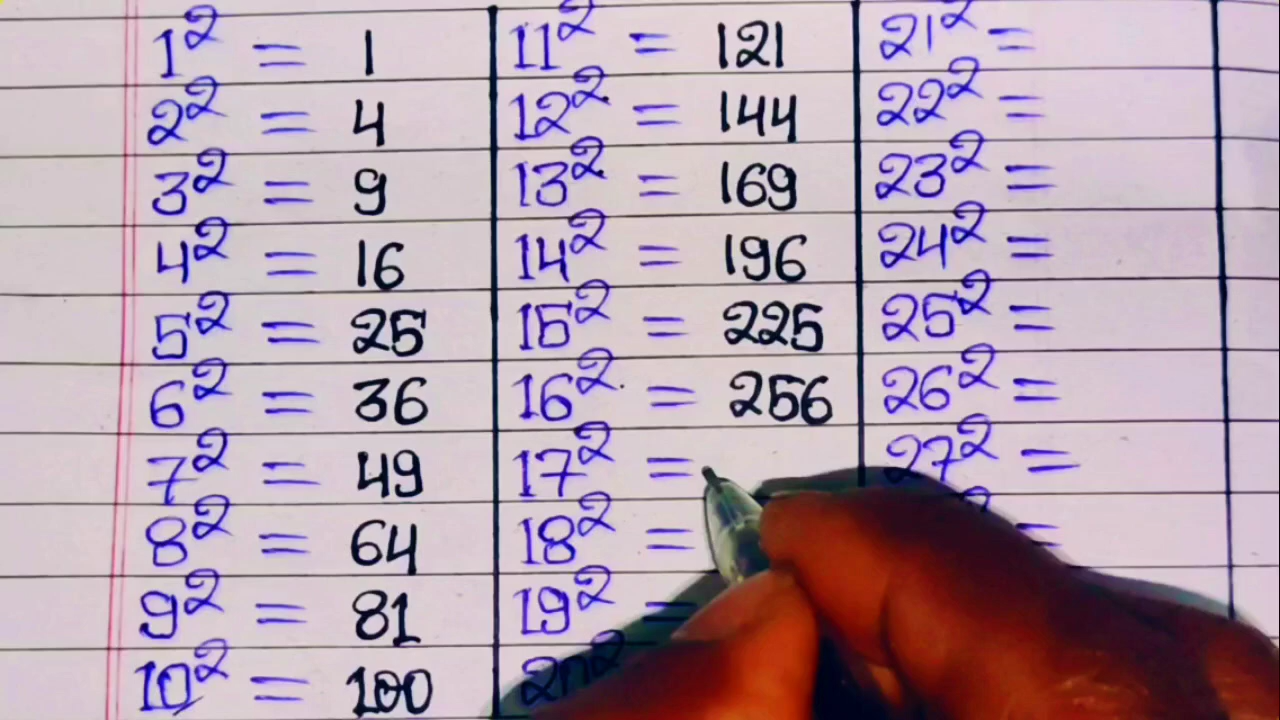 1² = 1
2² = 4
3² = 9
4² = 16
5² = 25
6² = 36
7² = 49
8² = 64
9² = 81
10² = 100
11² = 121
12² = 144
13² = 169
14² = 196
15² = 225
16² = 256
17² =
18² =
19² =
20²
21² =
22² =
23² =
24² =
25² =
26² =
27² =
² =